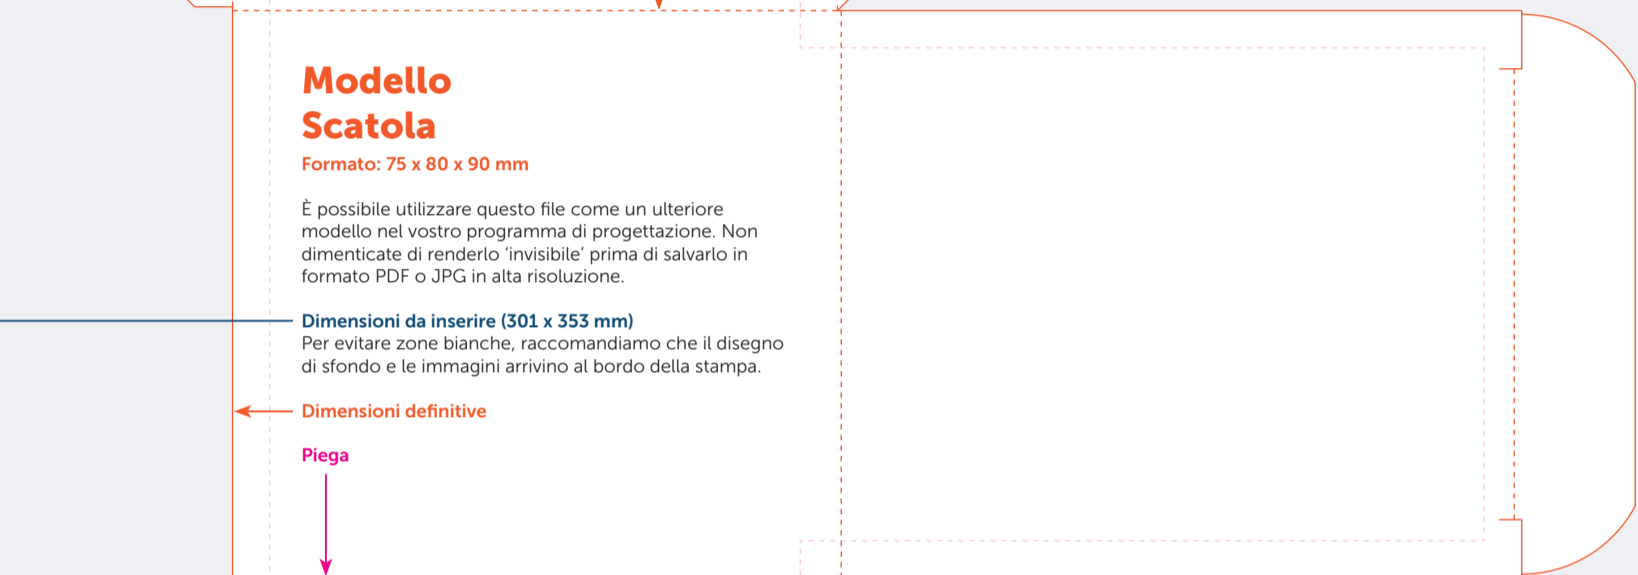 Modello
Scatola
Formato: 75 x 80 x 90 mm
È possibile utilizzare questo file come un ulteriore
modello nel vostro programma di progettazione. Non
dimenticate di renderlo ‘invisibile’ prima di salvarlo in
formato PDF o JPG in alta risoluzione.
Dimensioni da inserire (301 x 353 mm)
Per evitare zone bianche, raccomandiamo che il disegno
di sfondo e le immagini arrivino al bordo della stampa.
Dimensioni definitive
Piega